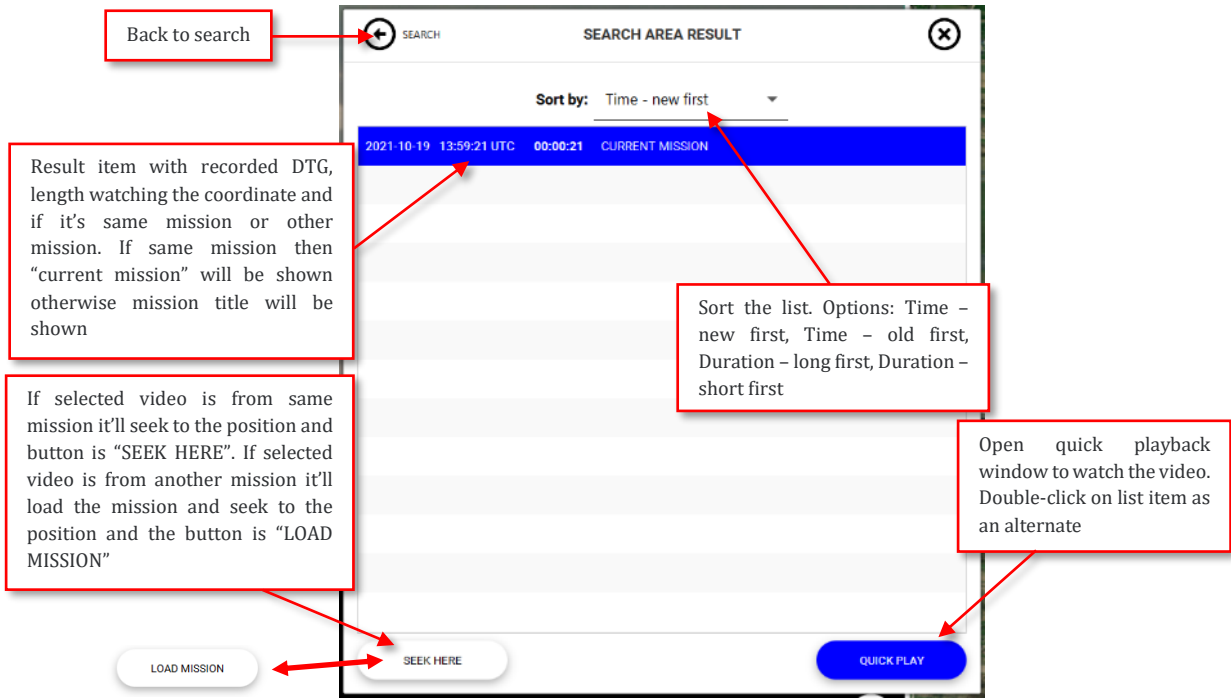 Back to search
SEARCH
SEARCH AREA RESULT
Sort by: Time - new first
2021-10-19 13:59:21 UTC 00:00:21 CURRENT MISSION
Result item with recorded DTG,
length watching the coordinate and
if it's same mission or other
mission. If same mission then
“current mission” will be shown
otherwise mission title will be
shown
Sort the list. Options: Time –
new first, Time – old first,
Duration – long first, Duration –
short first
If selected video is from same
mission it'll seek to the position and
button is “SEEK HERE”. If selected
video is from another mission it'll
load the mission and seek to the
position and the button is “LOAD
MISSION”
Open quick playback
window to watch the video.
Double-click on list item as
an alternate
LOAD MISSION
SEEK HERE
QUICK PLAY